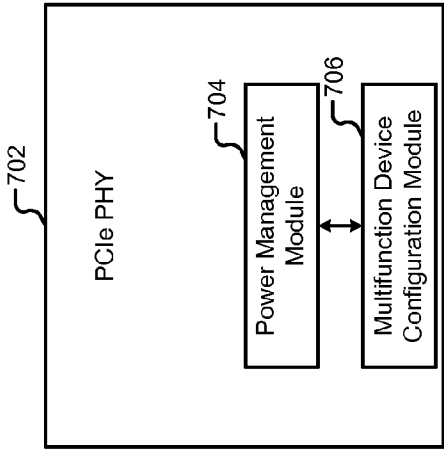 702
PCIe PHY
704
Power Management
Module
706
Multifunction Device
Configuration Module